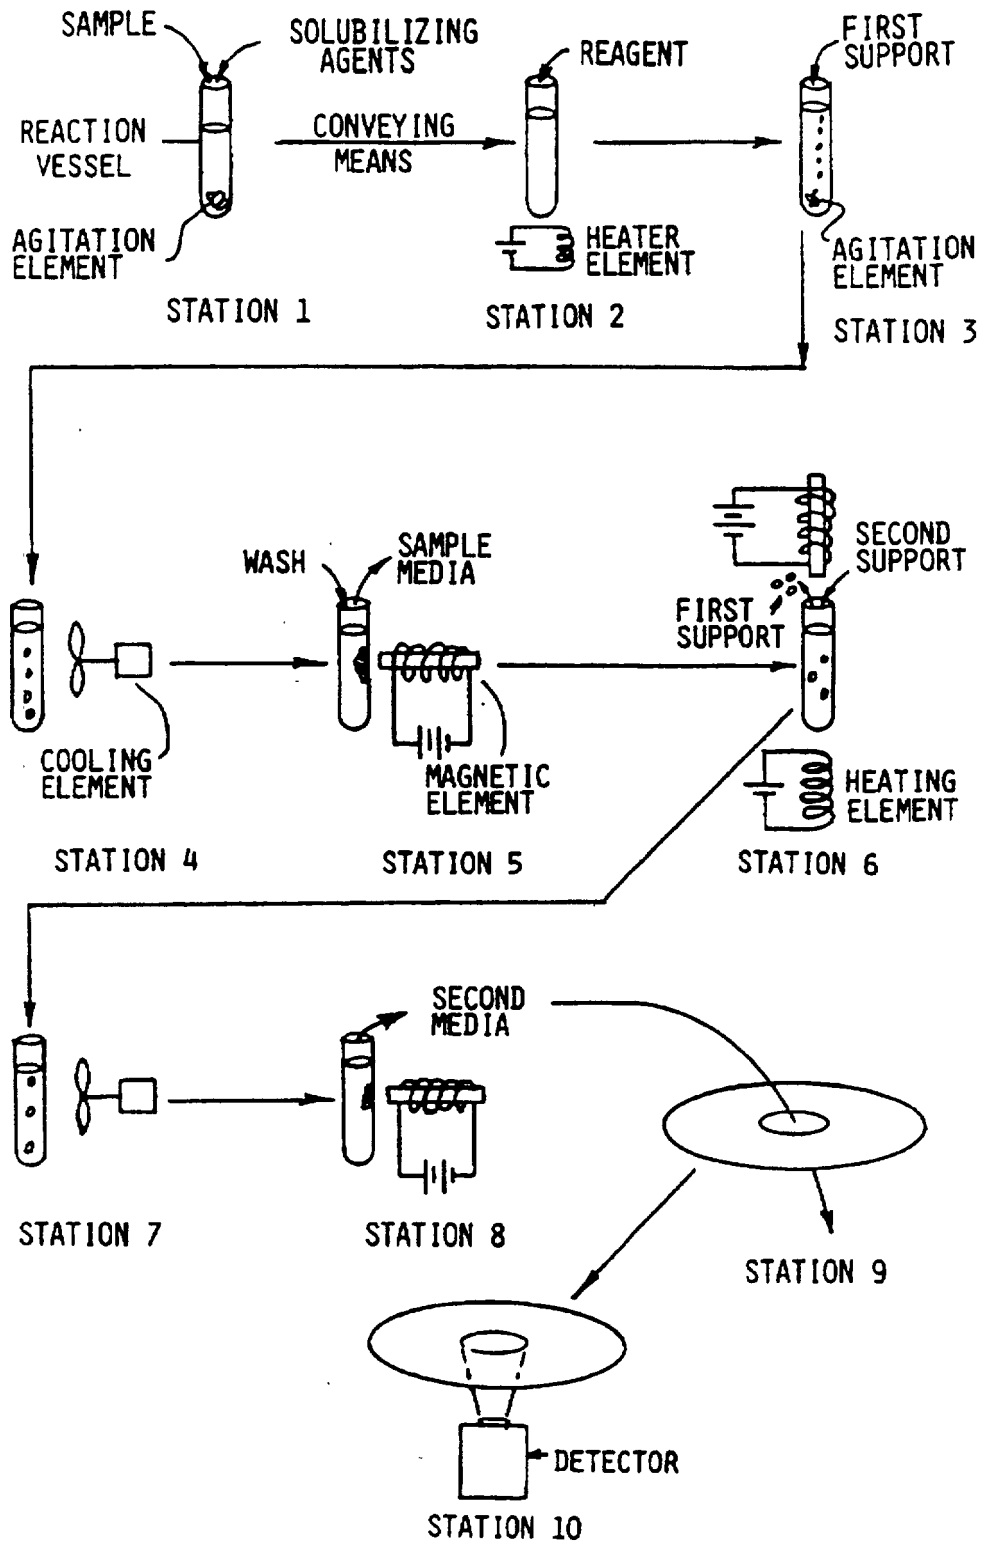 SAMPLE
SOLUBILIZING
AGENTS
REAGENT
FIRST
SUPPORT
REACTION
VESSEL
CONVEYING
MEANS
AGITATION
ELEMENT
HEATER
ELEMENT
AGITATION
ELEMENT
STATION 1
STATION 2
STATION 3
WASH
SAMPLE
MEDIA
SECOND
SUPPORT
FIRST
SUPPORT
COOLING
ELEMENT
MAGNETIC
ELEMENT
HEATING
ELEMENT
STATION 4
STATION 5
STATION 6
SECOND
MEDIA
STATION 7
STATION 8
STATION 9
DETECTOR
STATION 10